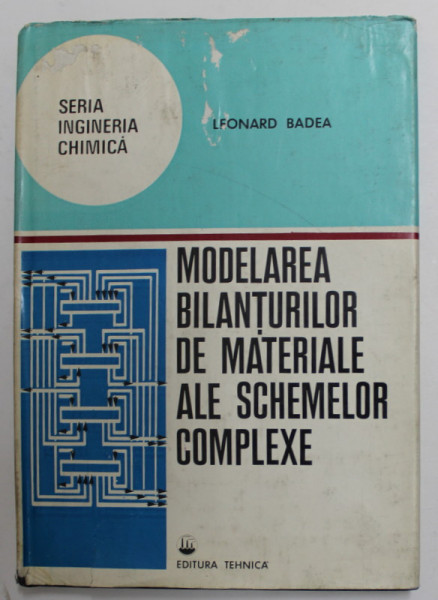 SERIA
INGINERIA
CHIMICĂ
LEONARD BADEA
MODELAREA
BILANȚURILOR
DE MATERIALE
ALE SCHEMELOR
COMPLEXE
EDITURA TEHNICĂ